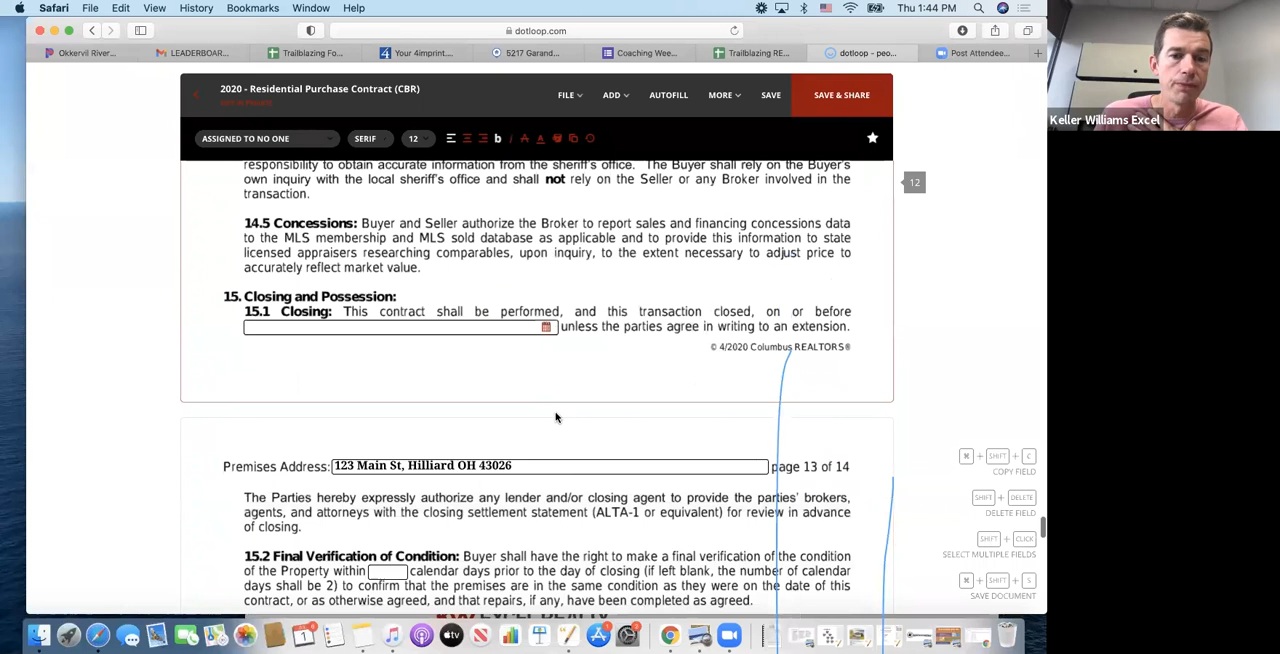 Safari File Edit View History Bookmarks Window Help Thu 1:44 PM
dotloop.com
Okkervil River... LEADERBOAR... Trailblazing Fo... Your 4imprint... 5217 Garand... Coaching Wee... Trailblazing RE... dotloop - peo... Post Attendee...
2020 - Residential Purchase Contract (CBR)
FILE ADD AUTOFILL MORE SAVE SAVE & SHARE
ASSIGNED TO NO ONE SERIF 12 b i A A
responsibility to obtain accurate information from the sheriff's office. The Buyer shall rely on the Buyer's
own inquiry with the local sheriff's office and shall not rely on the Seller or any Broker involved in the
transaction.
12
14.5 Concessions: Buyer and Seller authorize the Broker to report sales and financing concessions data
to the MLS membership and MLS sold database as applicable and to provide this information to state
licensed appraisers researching comparables, upon inquiry, to the extent necessary to adjust price to
accurately reflect market value.
15. Closing and Possession:
15.1 Closing: This contract shall be performed, and this transaction closed, on or before
unless the parties agree in writing to an extension.
© 4/2020 Columbus REALTORS®
Premises Address: 123 Main St, Hilliard OH 43026 page 13 of 14
The Parties hereby expressly authorize any lender and/or closing agent to provide the parties' brokers,
agents, and attorneys with the closing settlement statement (ALTA-1 or equivalent) for review in advance
of closing.
15.2 Final Verification of Condition: Buyer shall have the right to make a final verification of the condition
of the Property within calendar days prior to the day of closing (if left blank, the number of calendar
days shall be 2) to confirm that the premises are in the same condition as they were on the date of this
contract, or as otherwise agreed, and that repairs, if any, have been completed as agreed.
⌘ + SHIFT + C
COPY FIELD
SHIFT + DELETE
DELETE FIELD
SHIFT + CLICK
SELECT MULTIPLE FIELDS
⌘ + SHIFT + S
SAVE DOCUMENT
Keller Williams Excel